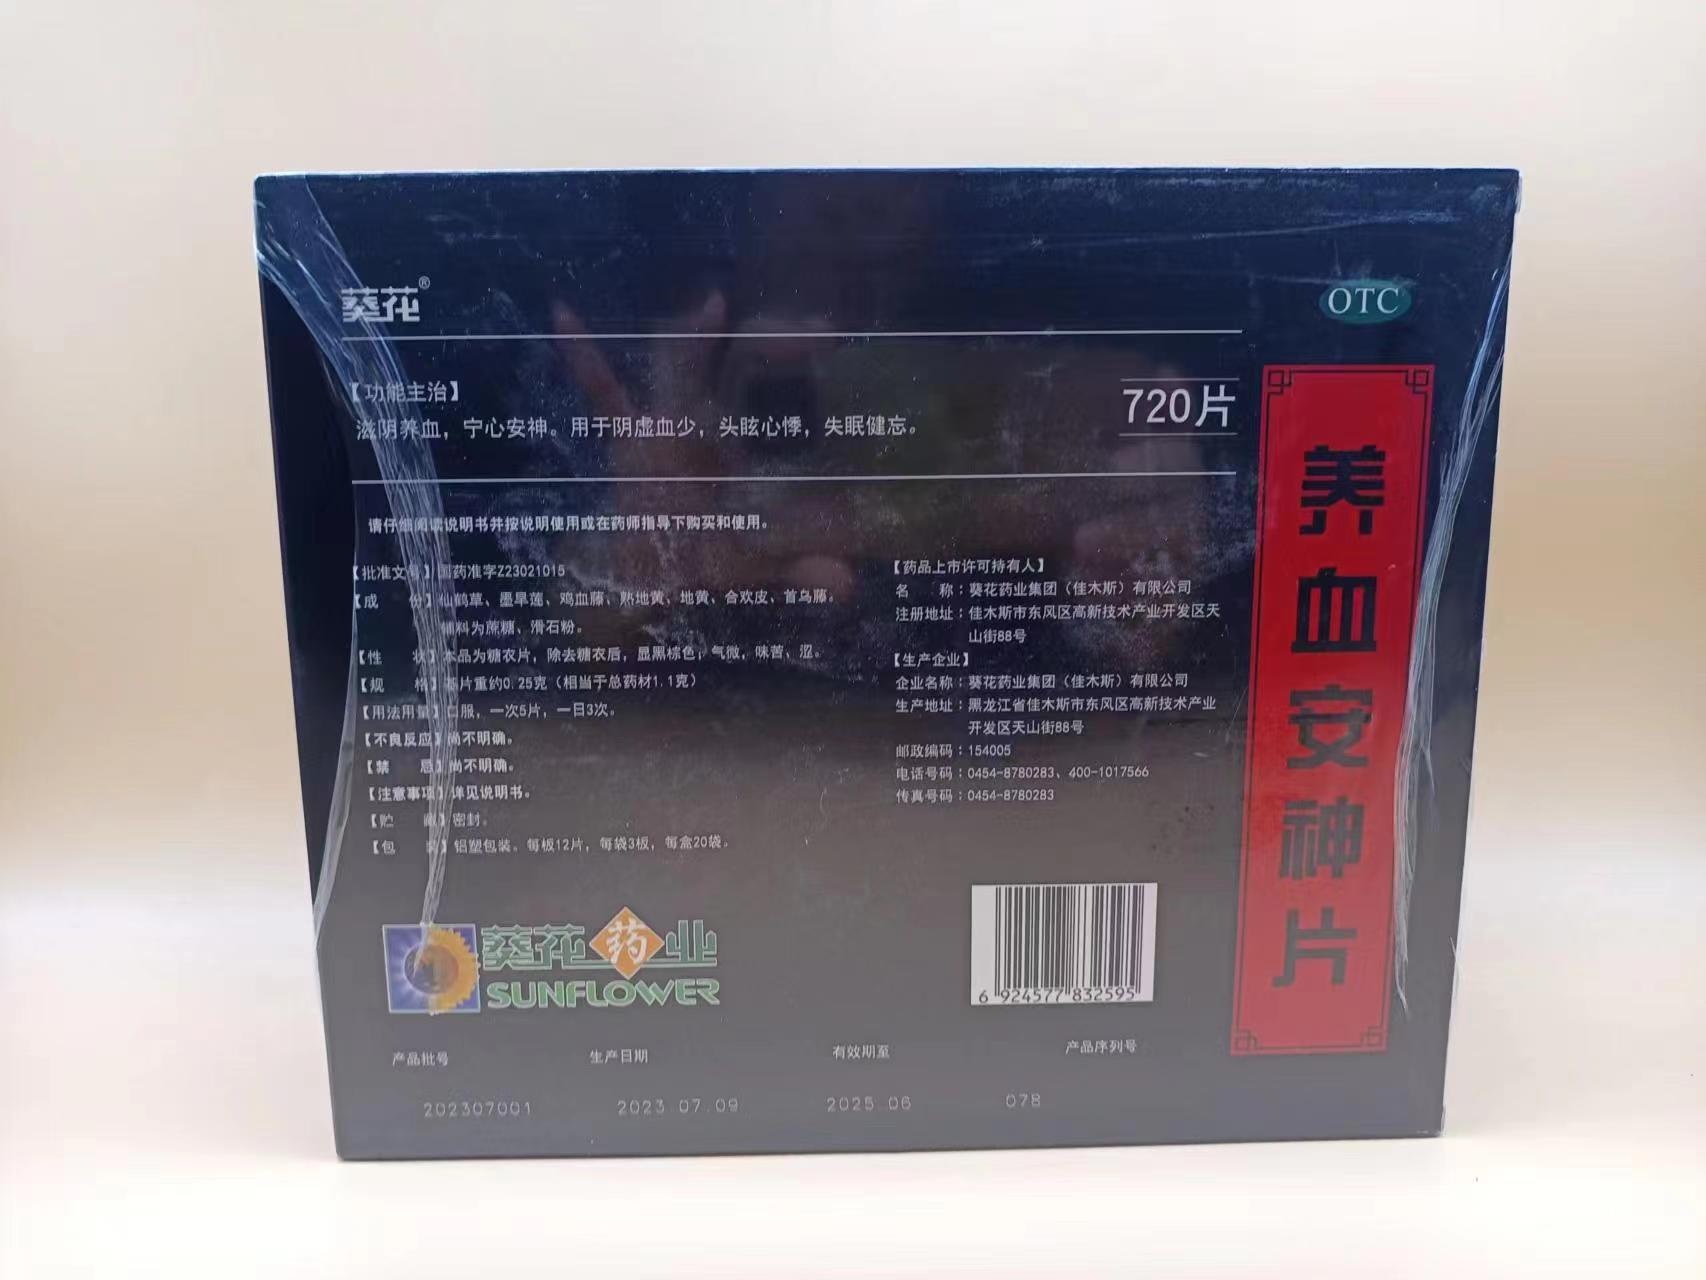 葵花®
OTC
【功能主治】
滋阴养血，宁心安神。用于阴虚血少，头眩心悸，失眠健忘。
720片
养血安神片
请仔细阅读说明书并按说明使用或在药师指导下购买和使用。
【批准文号】国药准字Z23021015
【成　份】仙鹤草、墨旱莲、鸡血藤、熟地黄、地黄、合欢皮、首乌藤。
辅料为蔗糖、滑石粉。
【性　状】本品为糖衣片，除去糖衣后，显黑棕色；气微，味苦、涩。
【规　格】基片重约0.25克（相当于总药材1.1克）
【用法用量】口服，一次5片，一日3次。
【不良反应】尚不明确。
【禁　忌】尚不明确。
【注意事项】详见说明书。
【贮　藏】密封。
【包　装】铝塑包装。每板12片，每袋3板，每盒20袋。
【药品上市许可持有人】
名　　称：葵花药业集团（佳木斯）有限公司
注册地址：佳木斯市东风区高新技术产业开发区天
山街88号
【生产企业】
企业名称：葵花药业集团（佳木斯）有限公司
生产地址：黑龙江省佳木斯市东风区高新技术产业
开发区天山街88号
邮政编码：154005
电话号码：0454-8780283、400-1017566
传真号码：0454-8780283
葵花药业
SUNFLOWER
6 924577 832595
产品批号 生产日期 有效期至 产品序列号
202307001 2023.07.09 2025.06 078